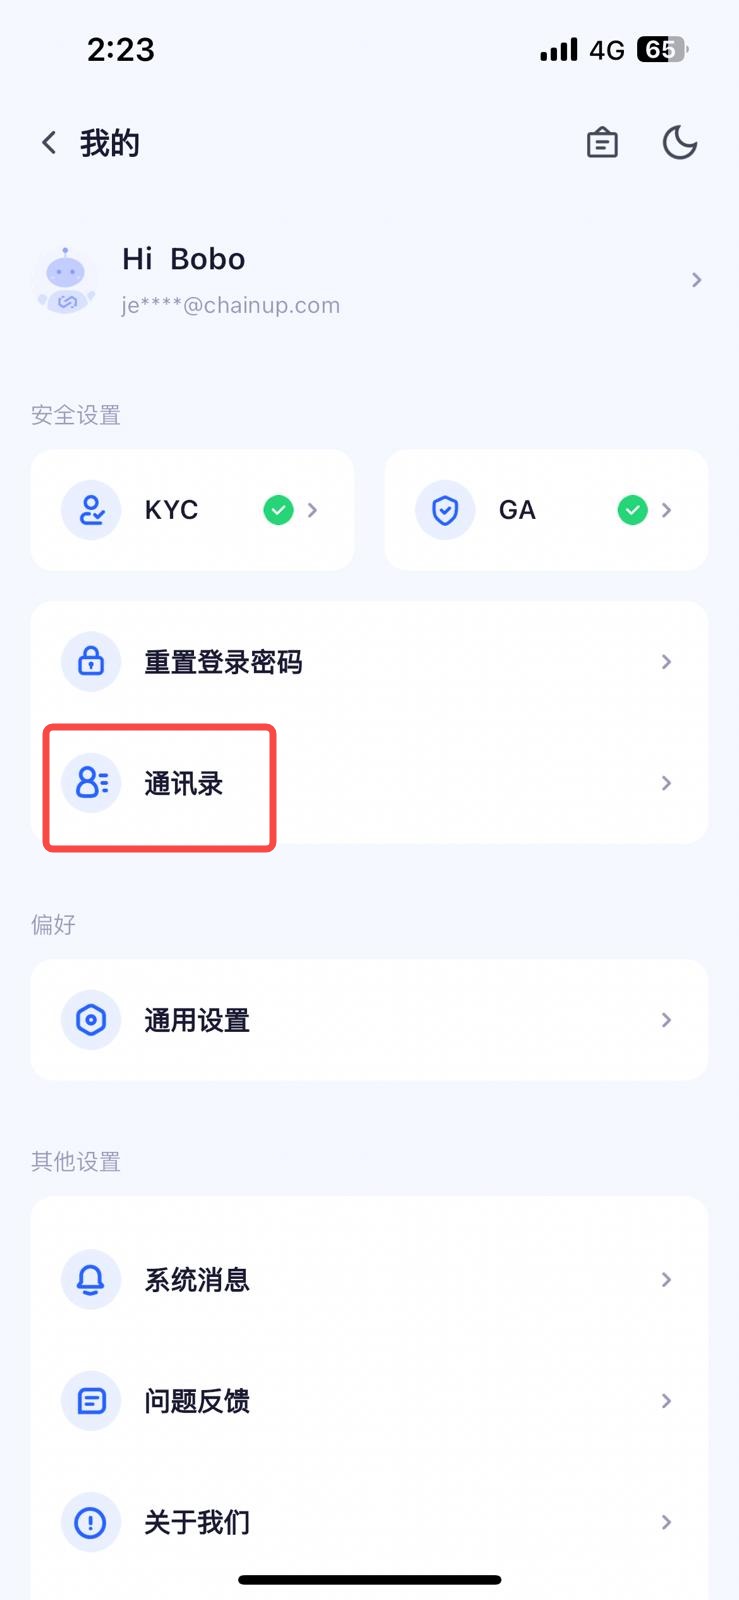 2:23
4G 65
我的
Hi Bobo
je****@chainup.com
安全设置
KYC
GA
重置登录密码
通讯录
偏好
通用设置
其他设置
系统消息
问题反馈
关于我们